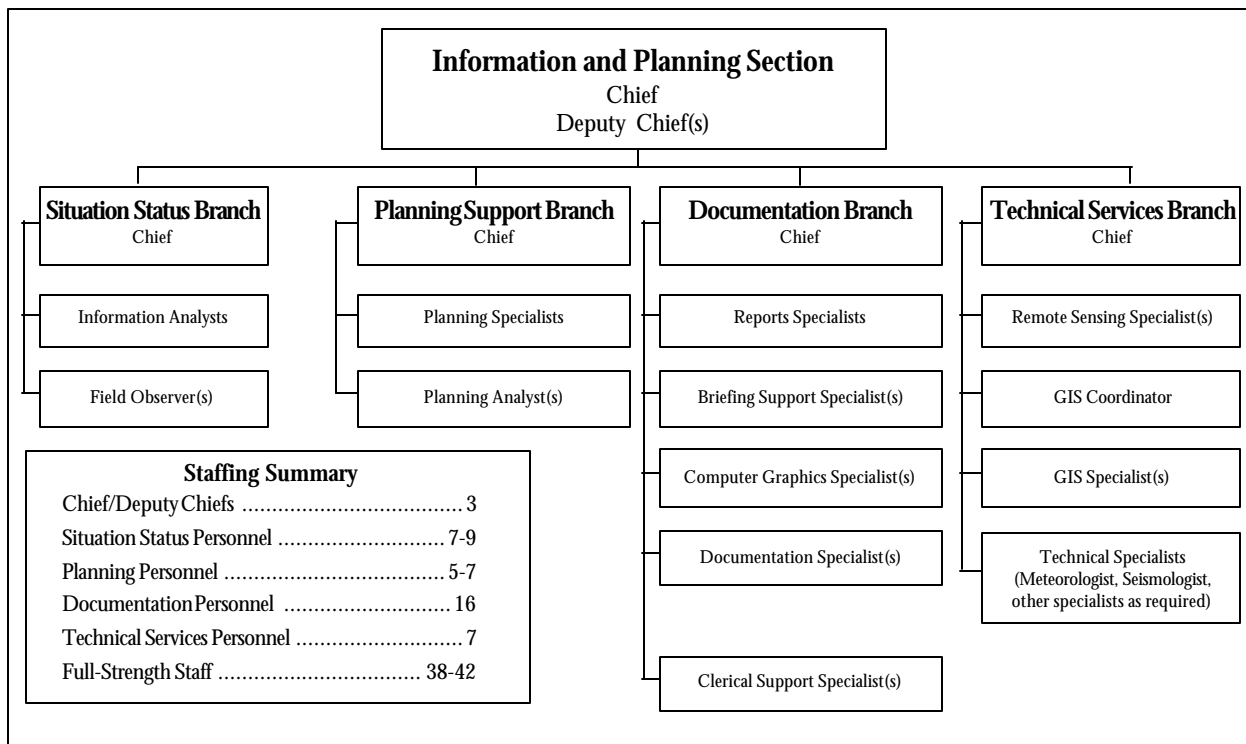 Information and Planning Section
Chief
Deputy Chief(s)
Situation Status Branch
Chief
Information Analysts
Field Observer(s)
Planning Support Branch
Chief
Planning Specialists
Planning Analyst(s)
Documentation Branch
Chief
Reports Specialists
Briefing Support Specialist(s)
Computer Graphics Specialist(s)
Documentation Specialist(s)
Clerical Support Specialist(s)
Technical Services Branch
Chief
Remote Sensing Specialist(s)
GIS Coordinator
GIS Specialist(s)
Technical Specialists
(Meteorologist, Seismologist,
other specialists as required)
Staffing Summary
Chief/Deputy Chiefs ............................................ 3
Situation Status Personnel ................................. 7-9
Planning Personnel ............................................ 5-7
Documentation Personnel ................................. 16
Technical Services Personnel ................................. 7
Full-Strength Staff ........................................ 38-42